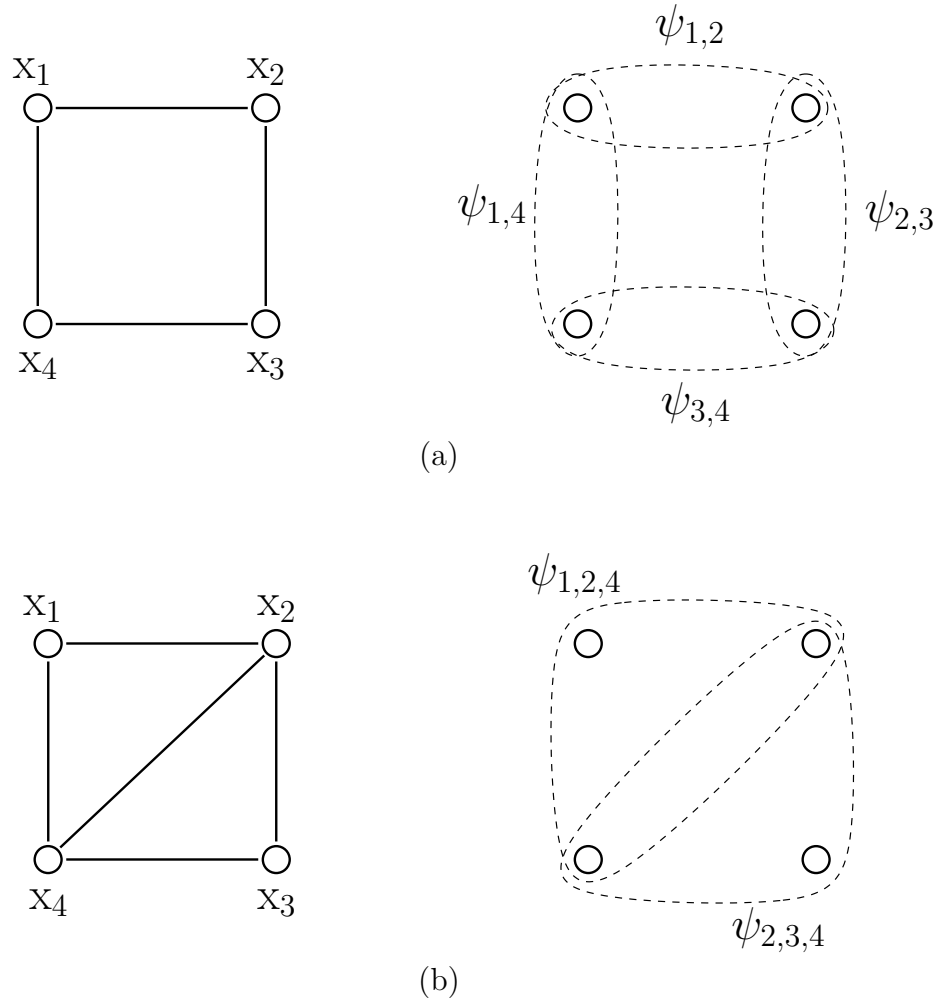 x₁ x₂ ψ₁,₂
ψ₁,₄ ψ₂,₃
x₄ x₃ ψ₃,₄
(a)
x₁ x₂ ψ₁,₂,₄
x₄ x₃ ψ₂,₃,₄
(b)